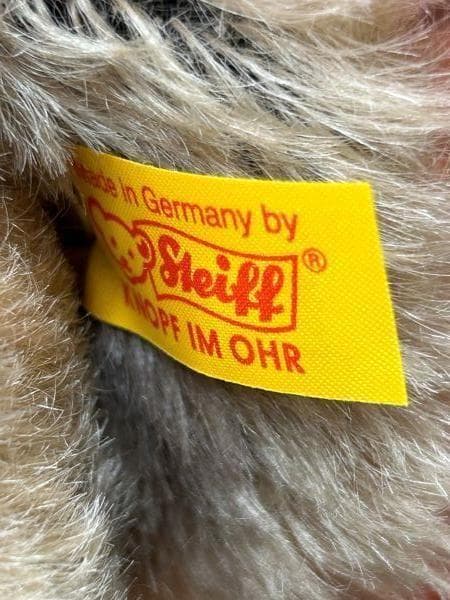 made in Germany by
Steiff®
KNOPF IM OHR